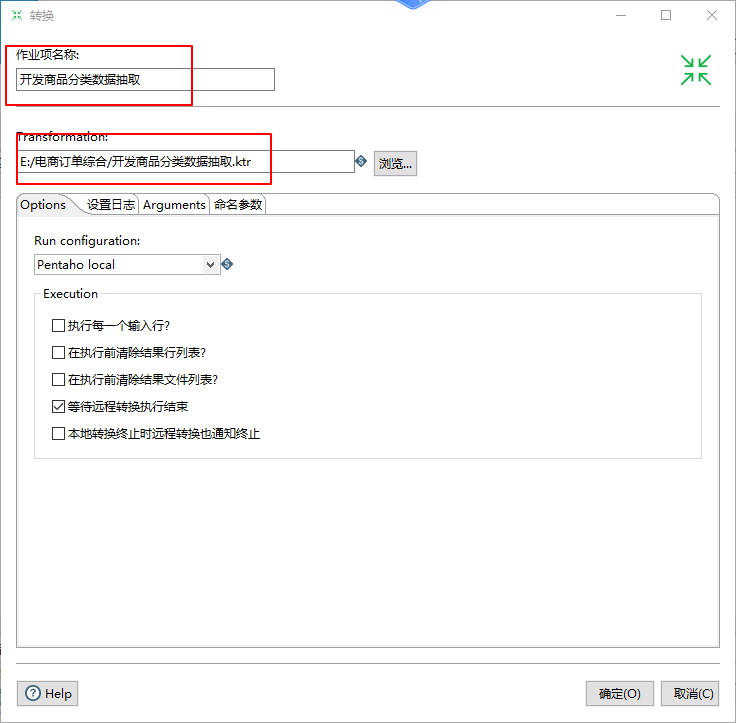 转换
作业项名称:
开发商品分类数据抽取
Transformation:
E:/电商订单综合/开发商品分类数据抽取.ktr
浏览...
Options 设置日志 Arguments 命名参数
Run configuration:
Pentaho local
Execution
执行每一个输入行?
在执行前清除结果行列表?
在执行前清除结果文件列表?
等待远程转换执行结束
本地转换终止时远程转换也通知终止
Help 确定(O) 取消(C)